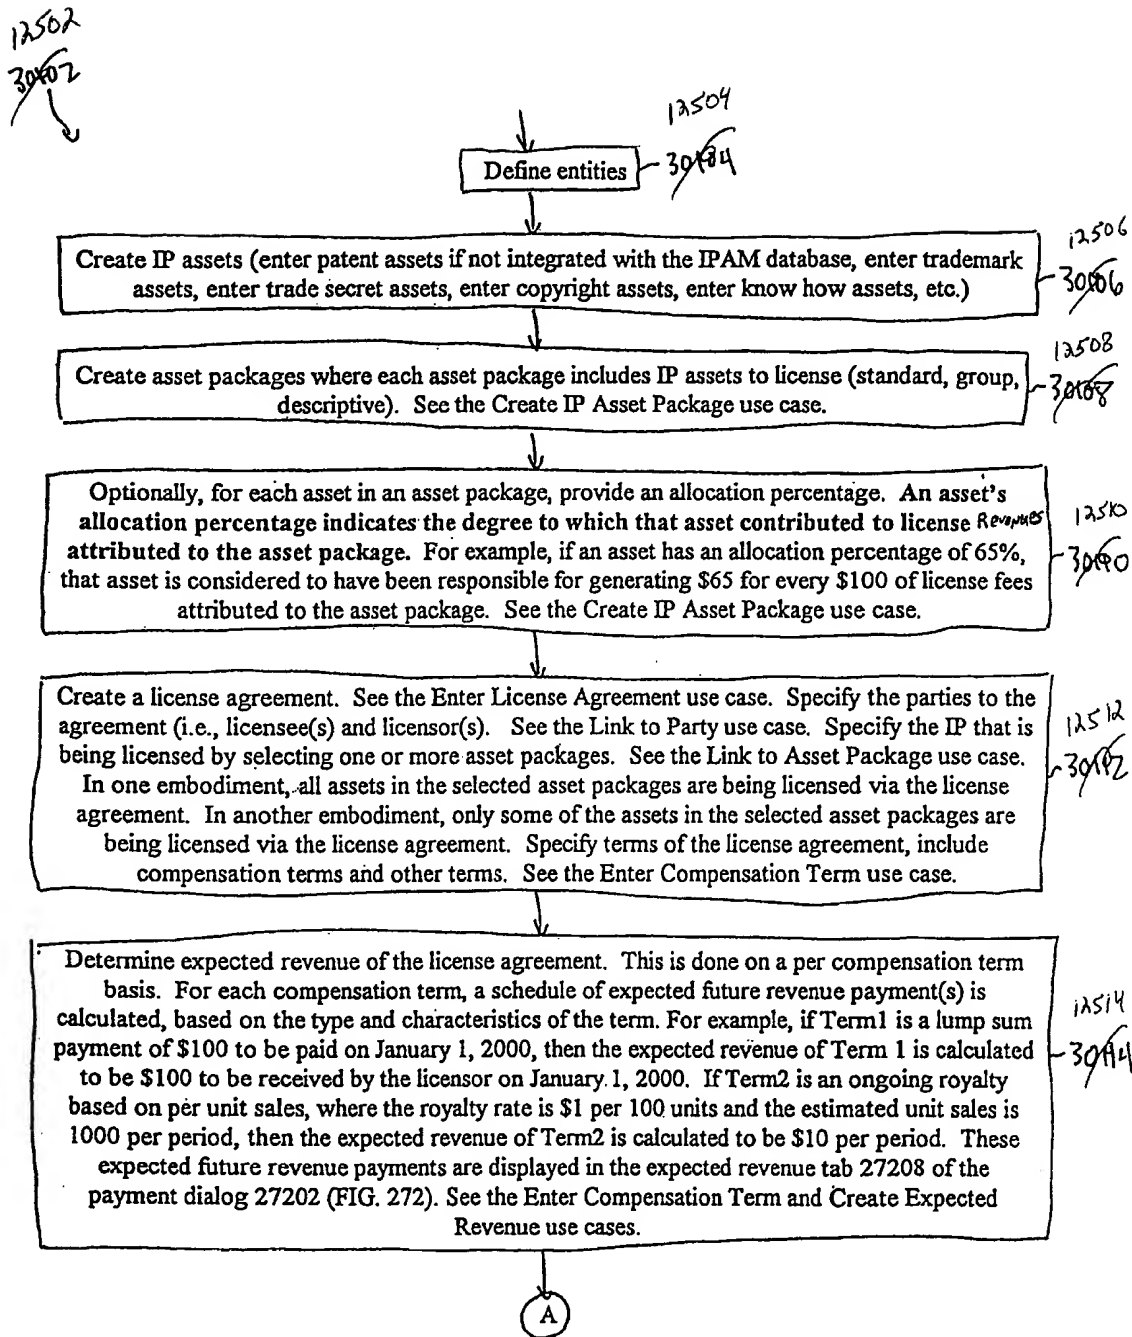 12502
12504
Define entities
12506
Create IP assets (enter patent assets if not integrated with the IPAM database, enter trademark
assets, enter trade secret assets, enter copyright assets, enter know how assets, etc.)
12508
Create asset packages where each asset package includes IP assets to license (standard, group,
descriptive). See the Create IP Asset Package use case.
Optionally, for each asset in an asset package, provide an allocation percentage. An asset's
allocation percentage indicates the degree to which that asset contributed to license Revenues
12510
attributed to the asset package. For example, if an asset has an allocation percentage of 65%,
that asset is considered to have been responsible for generating $65 for every $100 of license fees
attributed to the asset package. See the Create IP Asset Package use case.
Create a license agreement. See the Enter License Agreement use case. Specify the parties to the
agreement (i.e., licensee(s) and licensor(s). See the Link to Party use case. Specify the IP that is
12512
being licensed by selecting one or more asset packages. See the Link to Asset Package use case.
In one embodiment, all assets in the selected asset packages are being licensed via the license
agreement. In another embodiment, only some of the assets in the selected asset packages are
being licensed via the license agreement. Specify terms of the license agreement, include
compensation terms and other terms. See the Enter Compensation Term use case.
Determine expected revenue of the license agreement. This is done on a per compensation term
basis. For each compensation term, a schedule of expected future revenue payment(s) is
calculated, based on the type and characteristics of the term. For example, if Term1 is a lump sum
12514
payment of $100 to be paid on January 1, 2000, then the expected revenue of Term 1 is calculated
to be $100 to be received by the licensor on January 1, 2000. If Term2 is an ongoing royalty
based on per unit sales, where the royalty rate is $1 per 100 units and the estimated unit sales is
1000 per period, then the expected revenue of Term2 is calculated to be $10 per period. These
expected future revenue payments are displayed in the expected revenue tab 27208 of the
payment dialog 27202 (FIG. 272). See the Enter Compensation Term and Create Expected
Revenue use cases.
A